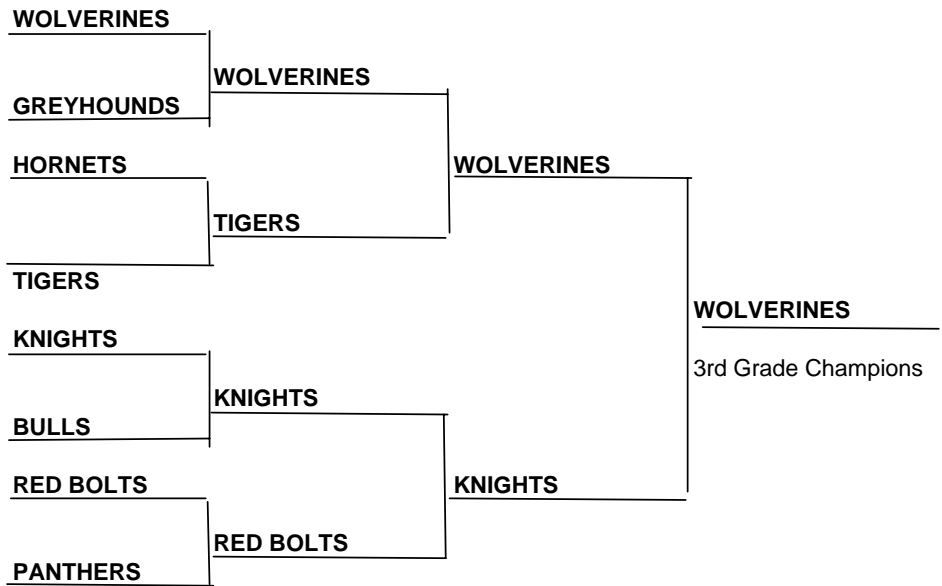 WOLVERINES
WOLVERINES
GREYHOUNDS
HORNETS
WOLVERINES
TIGERS
TIGERS
WOLVERINES
KNIGHTS
3rd Grade Champions
KNIGHTS
BULLS
RED BOLTS
KNIGHTS
RED BOLTS
PANTHERS